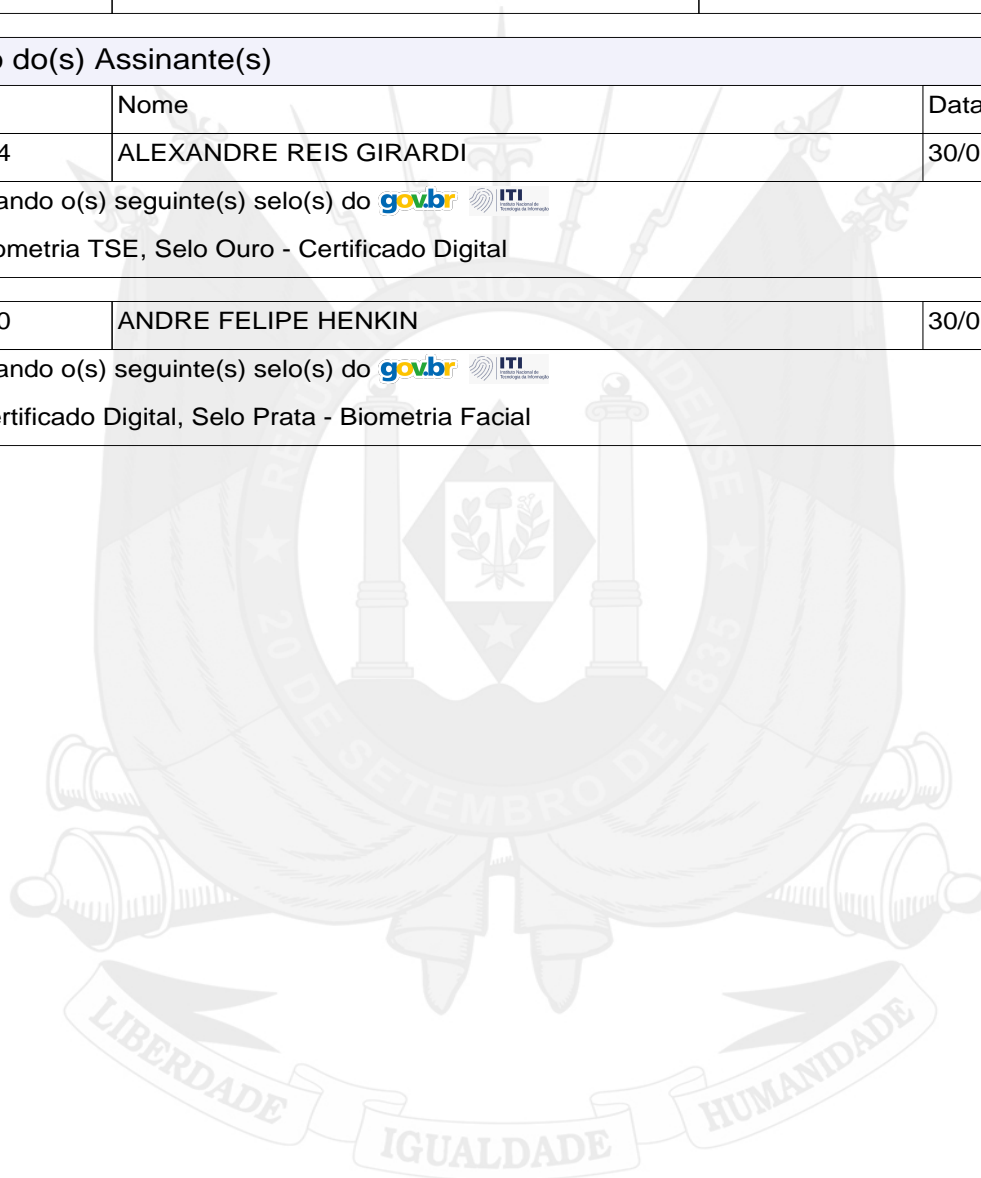 o do(s) Assinante(s)
Nome Data
4 ALEXANDRE REIS GIRARDI 30/0
ando o(s) seguinte(s) selo(s) do gov.br ITI
ometria TSE, Selo Ouro - Certificado Digital
0 ANDRE FELIPE HENKIN 30/0
ando o(s) seguinte(s) selo(s) do gov.br ITI
ertificado Digital, Selo Prata - Biometria Facial
REPÚBLICA RIO-GRANDENSE
20 DE SETEMBRO DE 1835
LIBERDADE
IGUALDADE
HUMANIDADE